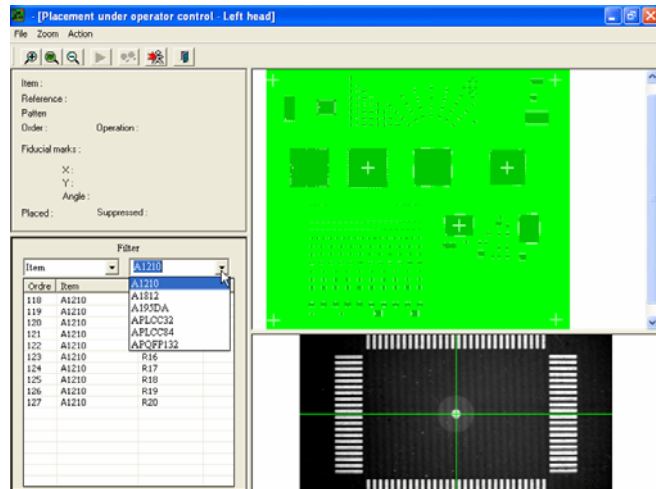 - [Placement under operator control - Left head]
File Zoom Action
Item :
Reference :
Patten
Order : Operation :
Fiducial marks :
X :
Y :
Angle :
Placed : Suppressed :
Filter
Item A1210
Ordre Item
118 A1210
119 A1210
120 A1210
121 A1210
122 A1210
A1210
A1812
A195DA
APLCC32
APLCC84
APQFP132
123 A1210 R16
124 A1210 R17
125 A1210 R18
126 A1210 R19
127 A1210 R20